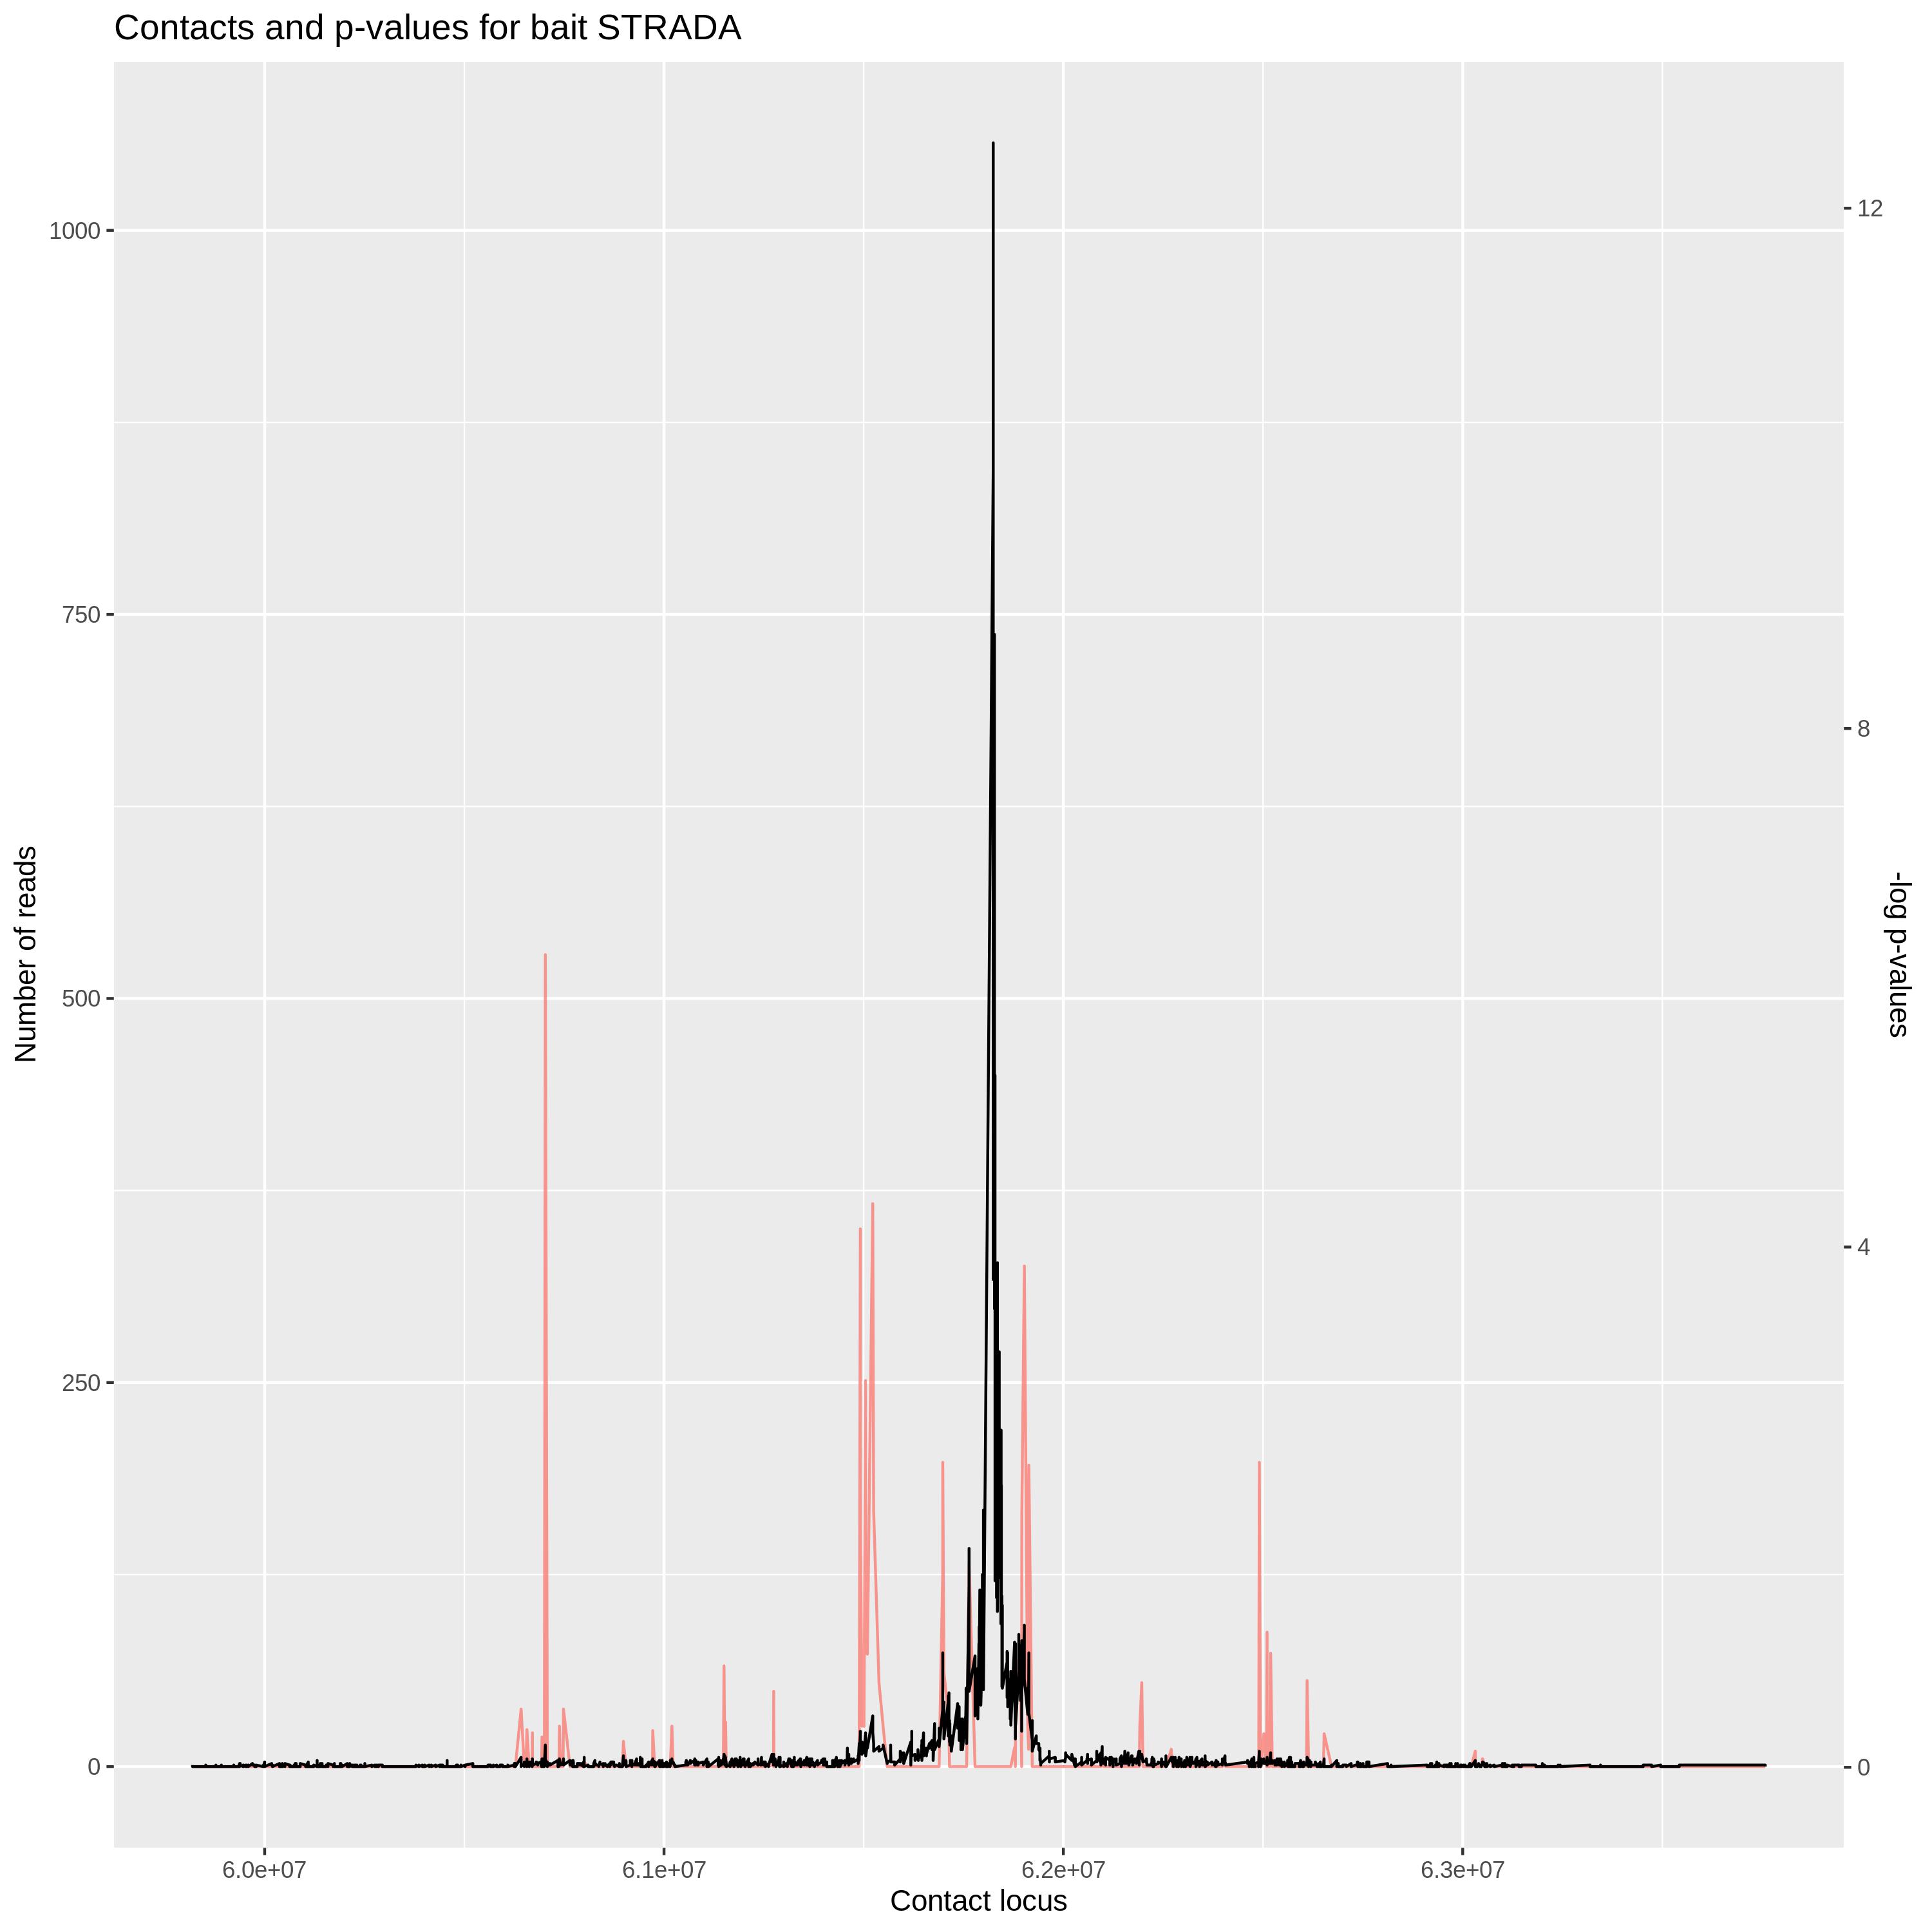 Contacts and p-values for bait STRADA
Number of reads
1000
750
500
250
0
12
8
4
0
-log p-values
6.0e+07
6.1e+07
6.2e+07
6.3e+07
Contact locus